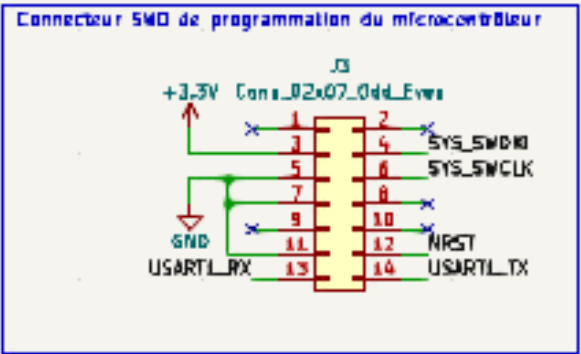 Connecteur SWD de programmation du microcontrôleur
J3
+3.3V Conn_02x07_Odd_Even
1 2
3 4 SYS_SWDIO
5 6 SYS_SWCLK
7 8
9 10
GND 11 12 NRST
USART1_RX 13 14 USART1_TX